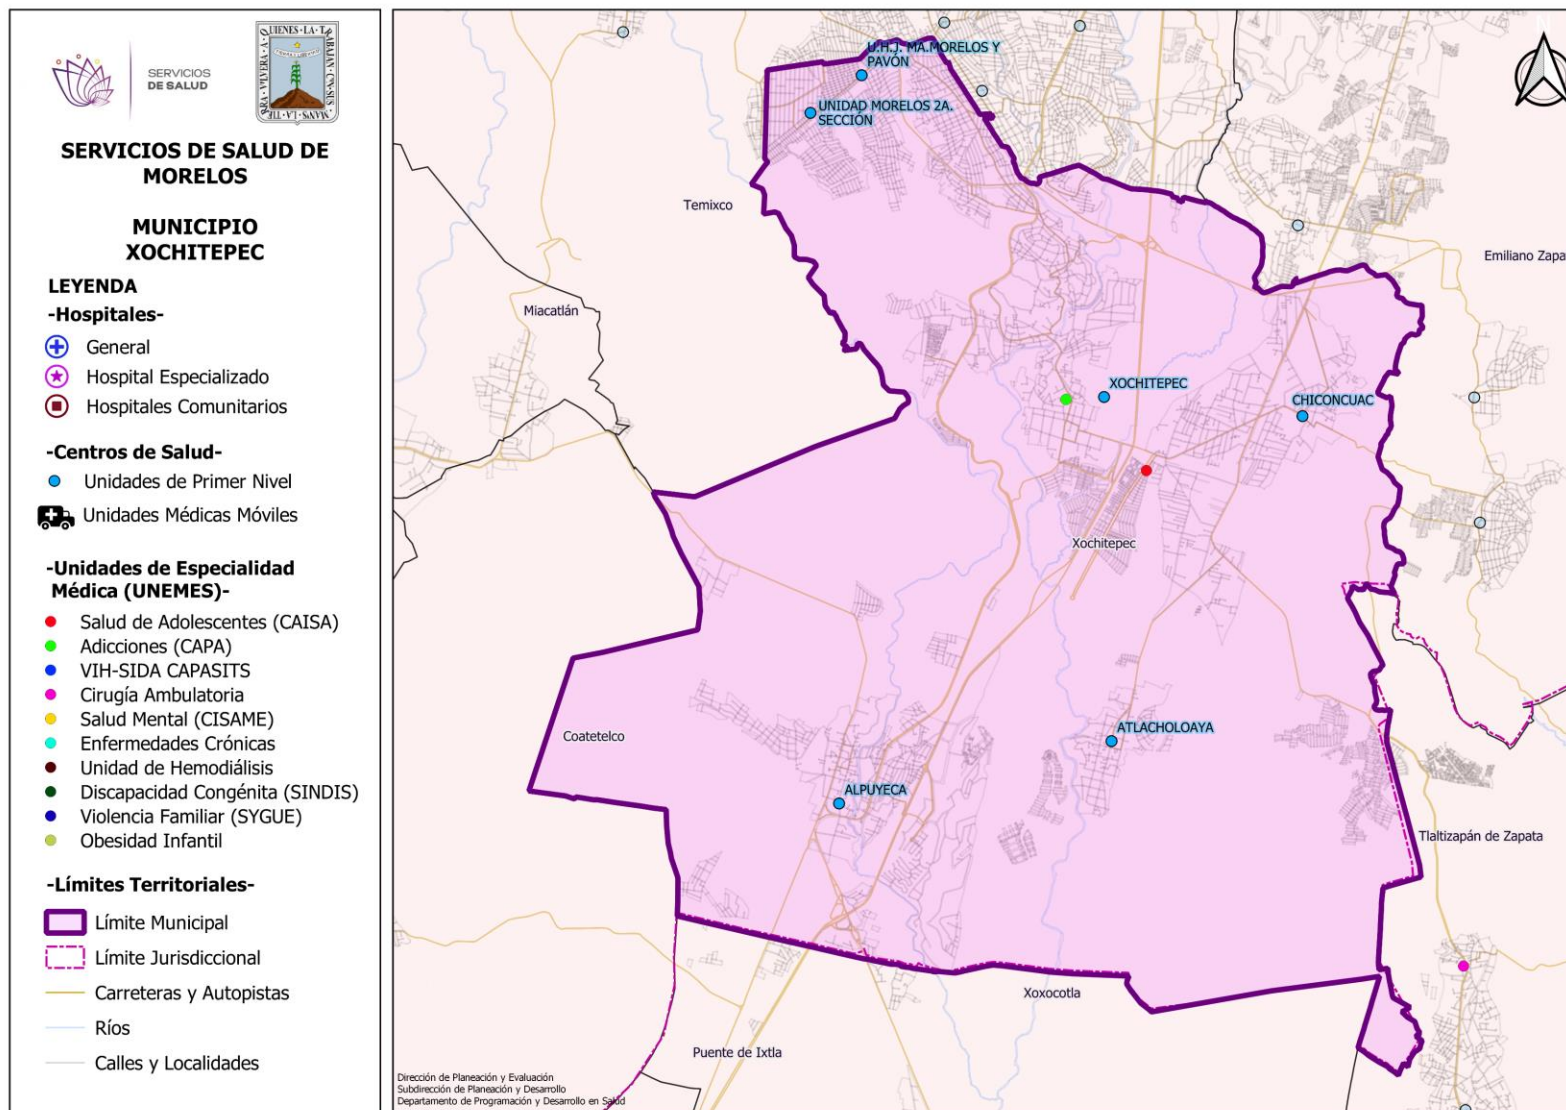 SERVICIOS
DE SALUD
SERVICIOS DE SALUD DE
MORELOS
MUNICIPIO
XOCHITEPEC
LEYENDA
-Hospitales-
General
Hospital Especializado
Hospitales Comunitarios
-Centros de Salud-
Unidades de Primer Nivel
Unidades Médicas Móviles
-Unidades de Especialidad
Médica (UNEMES)-
Salud de Adolescentes (CAISA)
Adicciones (CAPA)
VIH-SIDA CAPASITS
Cirugía Ambulatoria
Salud Mental (CISAME)
Enfermedades Crónicas
Unidad de Hemodiálisis
Discapacidad Congénita (SINDIS)
Violencia Familiar (SYGUE)
Obesidad Infantil
-Límites Territoriales-
Límite Municipal
Límite Jurisdiccional
Carreteras y Autopistas
Ríos
Calles y Localidades
N
U.H.J. MA.MORELOS Y
PAVÓN
UNIDAD MORELOS 2A.
SECCIÓN
Temixco
Emiliano Zapa
Miacatlán
XOCHITEPEC
CHICONCUAC
Xochitepec
Coatetelco
ATLACHOLOAYA
ALPUYECA
Tlaltizapán de Zapata
Xoxocotla
Puente de Ixtla
Dirección de Planeación y Evaluación
Subdirección de Planeación y Desarrollo
Departamento de Programación y Desarrollo en Salud